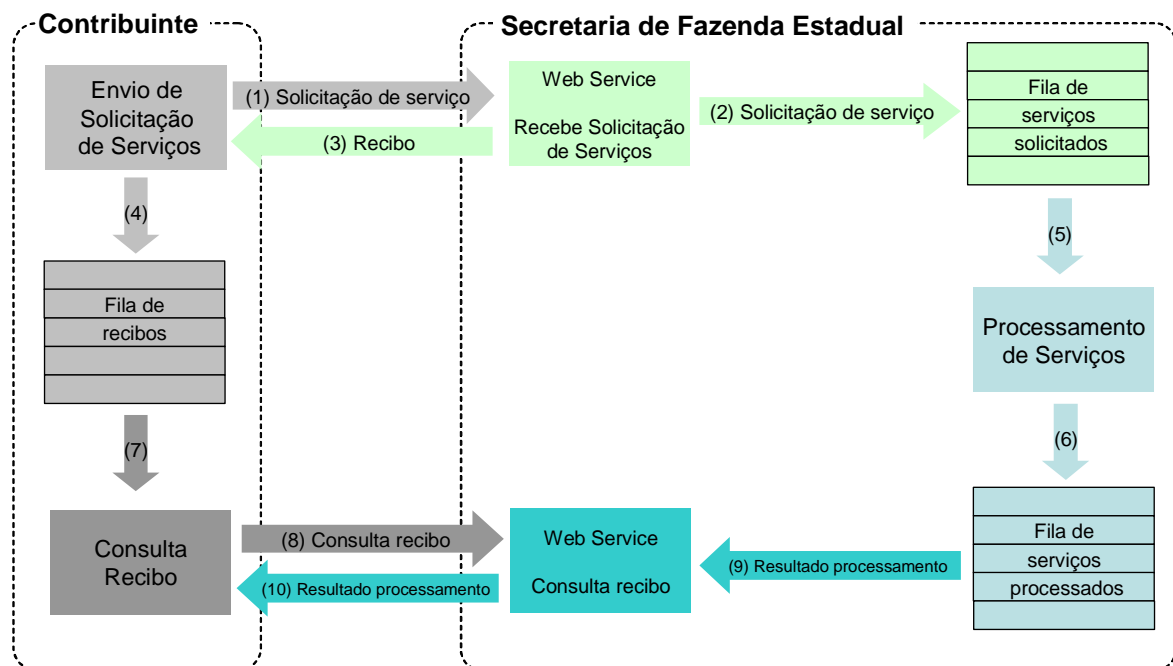 Contribuinte
Secretaria de Fazenda Estadual
Envio de
Solicitação
de Serviços
(1) Solicitação de serviço
(3) Recibo
Web Service
Recebe Solicitação
de Serviços
(2) Solicitação de serviço
Fila de
serviços
solicitados
(4)
(5)
Fila de
recibos
Processamento
de Serviços
(7)
(6)
Consulta
Recibo
(8) Consulta recibo
(10) Resultado processamento
Web Service
Consulta recibo
(9) Resultado processamento
Fila de
serviços
processados